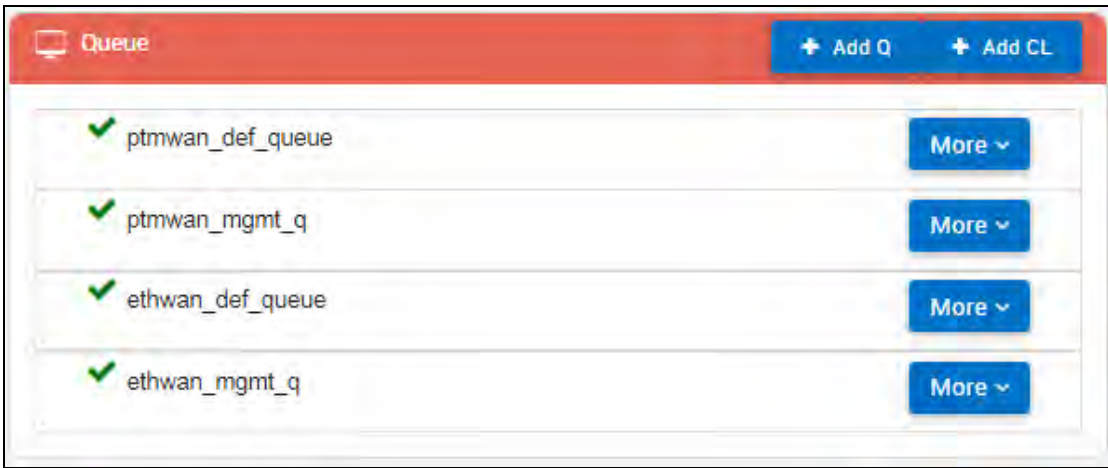 Queue + Add Q + Add CL
ptmwan_def_queue More
ptmwan_mgmt_q More
ethwan_def_queue More
ethwan_mgmt_q More